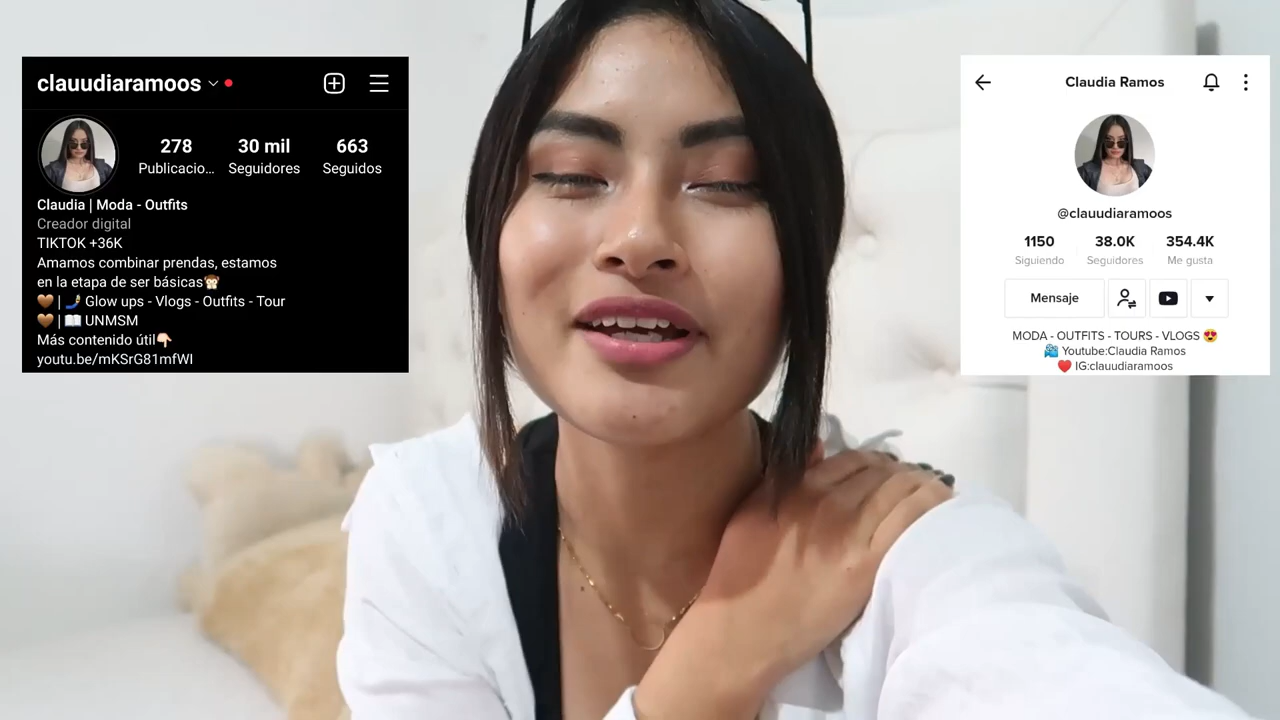 clauudiaramoos
278
30 mil
663
Publicacio...
Seguidores
Seguidos
Claudia | Moda - Outfits
Creador digital
TIKTOK +36K
Amamos combinar prendas, estamos
en la etapa de ser básicas🙊
🤎 | 🤳🏽 Glow ups - Vlogs - Outfits - Tour
🤎 | 📖 UNMSM
Más contenido útil👇🏻
youtu.be/mKSrG81mfWI
Claudia Ramos
@clauudiaramoos
1150
38.0K
354.4K
Siguiendo
Seguidores
Me gusta
Mensaje
MODA - OUTFITS - TOURS - VLOGS 😍
Youtube:Claudia Ramos
❤️ IG:clauudiaramoos